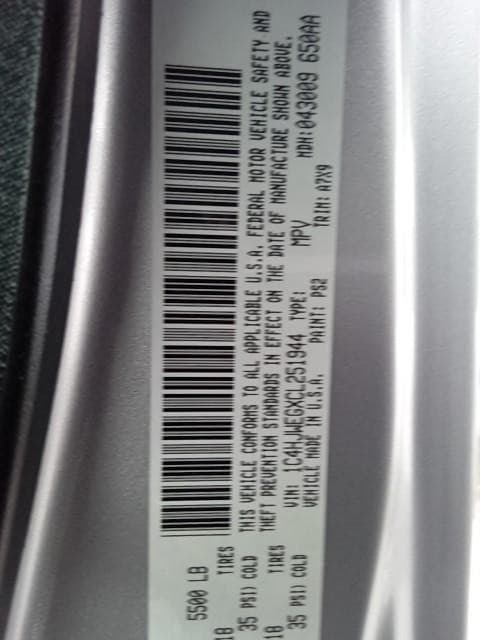 5500 LB
18 TIRES
35 PSI) COLD
18 TIRES
35 PSI) COLD
THIS VEHICLE CONFORMS TO ALL APPLICABLE U.S.A. FEDERAL MOTOR VEHICLE SAFETY AND
THEFT PREVENTION STANDARDS IN EFFECT ON THE DATE OF MANUFACTURE SHOWN ABOVE.
VIN: 1C4HJWEGXCL251944 TYPE: MPV MDH:043009 650AA
VEHICLE MADE IN U.S.A. PAINT: PS2 TRIM: A7X9